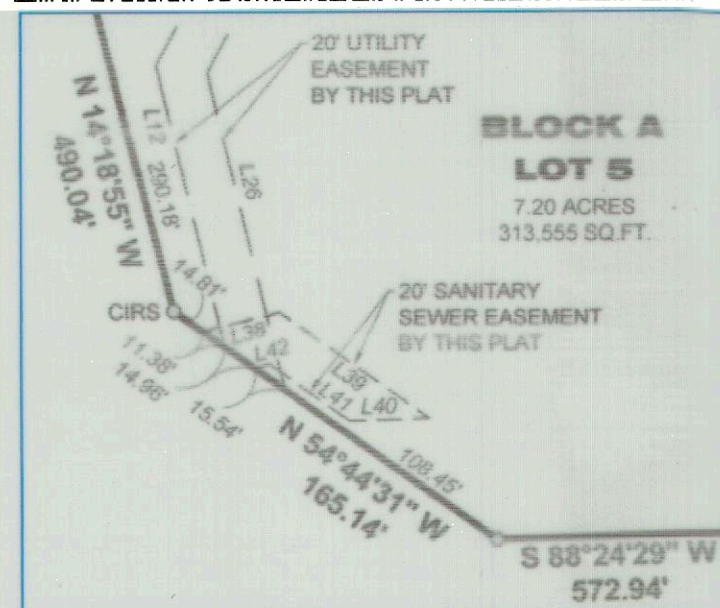 20' UTILITY
EASEMENT
BY THIS PLAT
BLOCK A
LOT 5
7.20 ACRES
313,555 SQ.FT.
N 14°18'55" W
490.04'
L12 290.18'
L26
14.81'
CIRS
20' SANITARY
SEWER EASEMENT
BY THIS PLAT
L38
L42
11.38'
14.96'
15.54'
L39
L41 L40
N 54°44'31" W
165.14'
108.45'
S 88°24'29" W
572.94'